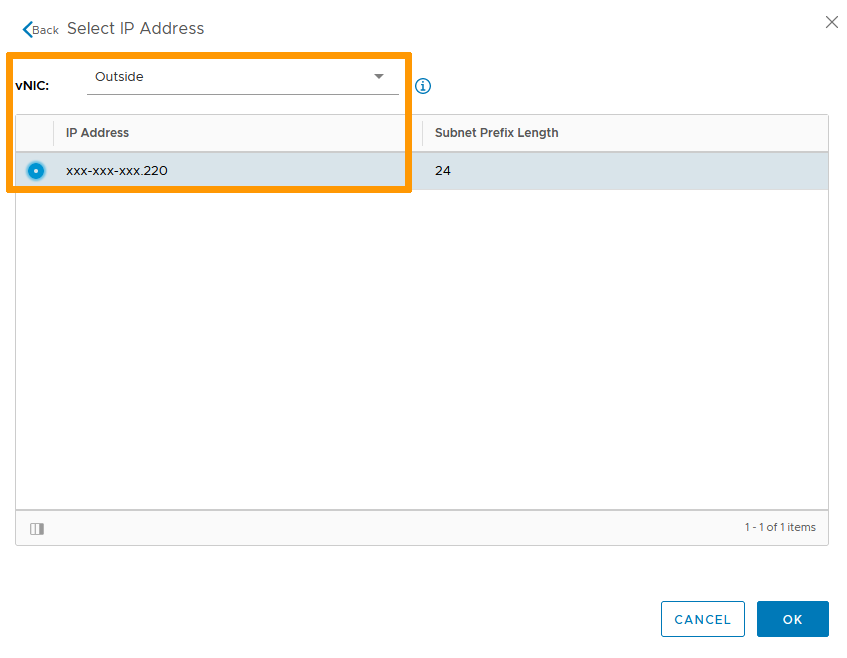 Back Select IP Address
vNIC: Outside
IP Address Subnet Prefix Length
xxx-xxx-xxx.220 24
1 - 1 of 1 items
CANCEL OK